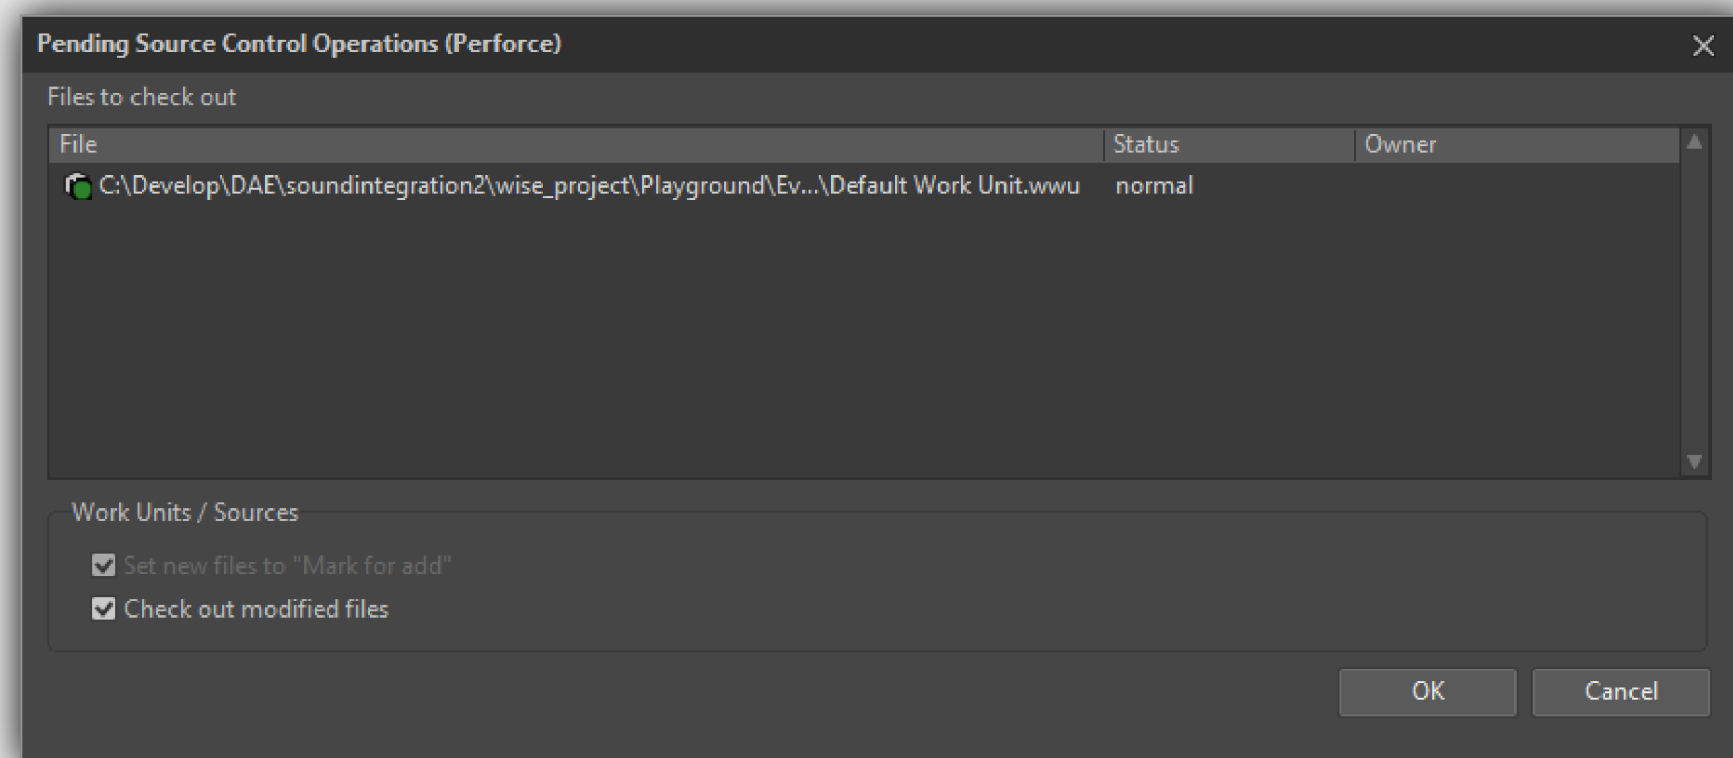 Pending Source Control Operations (Perforce)
Files to check out
File Status Owner
C:\Develop\DAE\soundintegration2\wise_project\Playground\Ev...\Default Work Unit.wwu normal
Work Units / Sources
Set new files to "Mark for add"
Check out modified files
OK Cancel